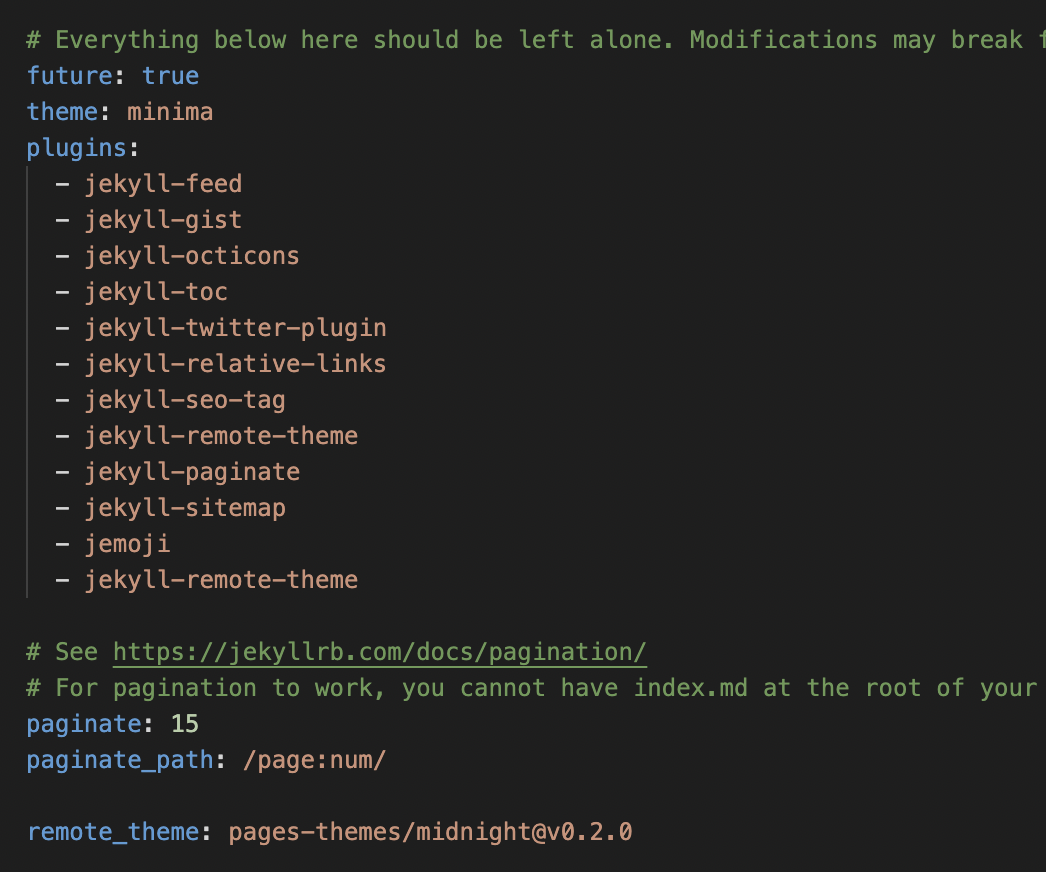 # Everything below here should be left alone. Modifications may break
future: true
theme: minima
plugins:
- jekyll-feed
- jekyll-gist
- jekyll-octicons
- jekyll-toc
- jekyll-twitter-plugin
- jekyll-relative-links
- jekyll-seo-tag
- jekyll-remote-theme
- jekyll-paginate
- jekyll-sitemap
- jemoji
- jekyll-remote-theme
# See https://jekyllrb.com/docs/pagination/
# For pagination to work, you cannot have index.md at the root of your
paginate: 15
paginate_path: /page:num/
remote_theme: pages-themes/midnight@v0.2.0